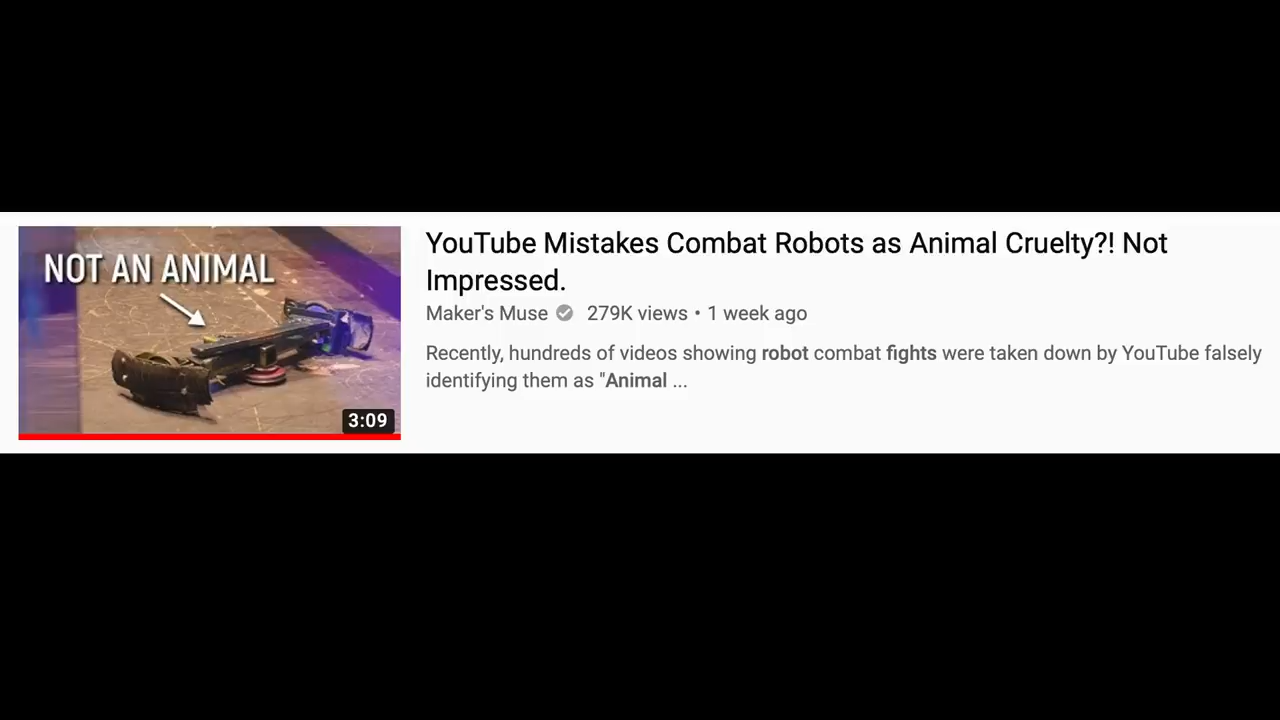 NOT AN ANIMAL
3:09
YouTube Mistakes Combat Robots as Animal Cruelty?! Not
Impressed.
Maker's Muse 279K views • 1 week ago
Recently, hundreds of videos showing robot combat fights were taken down by YouTube falsely
identifying them as "Animal ...